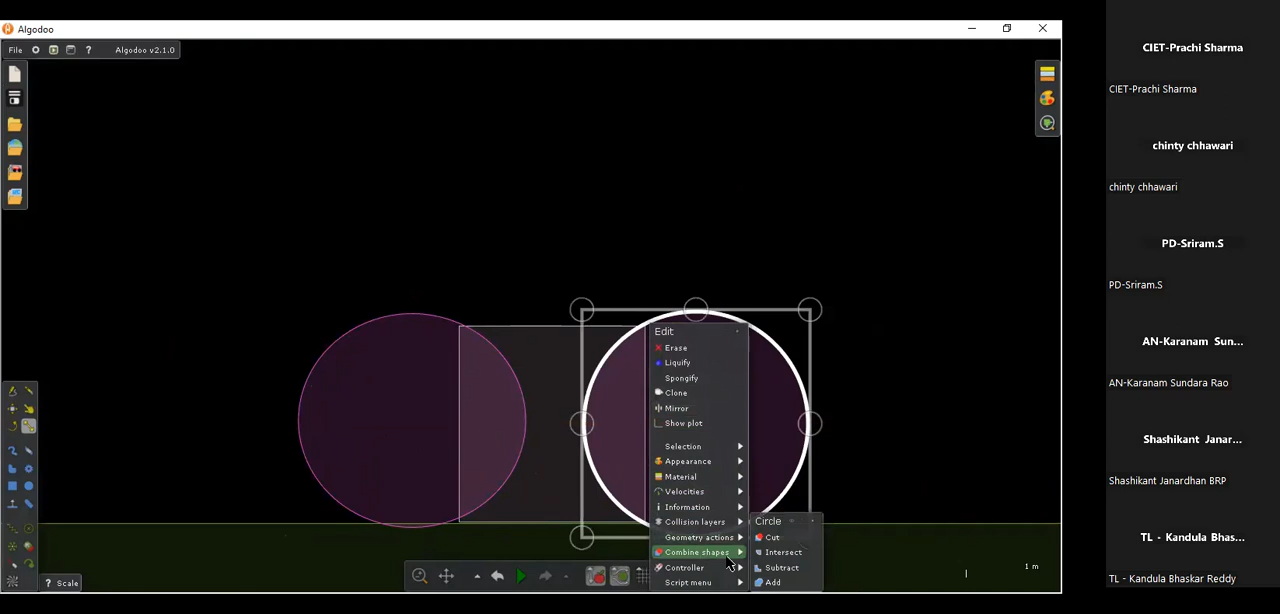 Algodoo
File ? Algodoo v2.1.0
Edit
Erase
Liquify
Spongify
Clone
Mirror
Show plot
Selection
Appearance
Material
Velocities
Information
Collision layers
Geometry actions
Combine shapes
Controller
Script menu
Circle
Cut
Intersect
Subtract
Add
? Scale
1 m
CIET-Prachi Sharma
CIET-Prachi Sharma
chinty chhawari
chinty chhawari
PD-Sriram.S
PD-Sriram.S
AN-Karanam Sun...
AN-Karanam Sundara Rao
Shashikant Janar...
Shashikant Janardhan BRP
TL - Kandula Bhas...
TL - Kandula Bhaskar Reddy